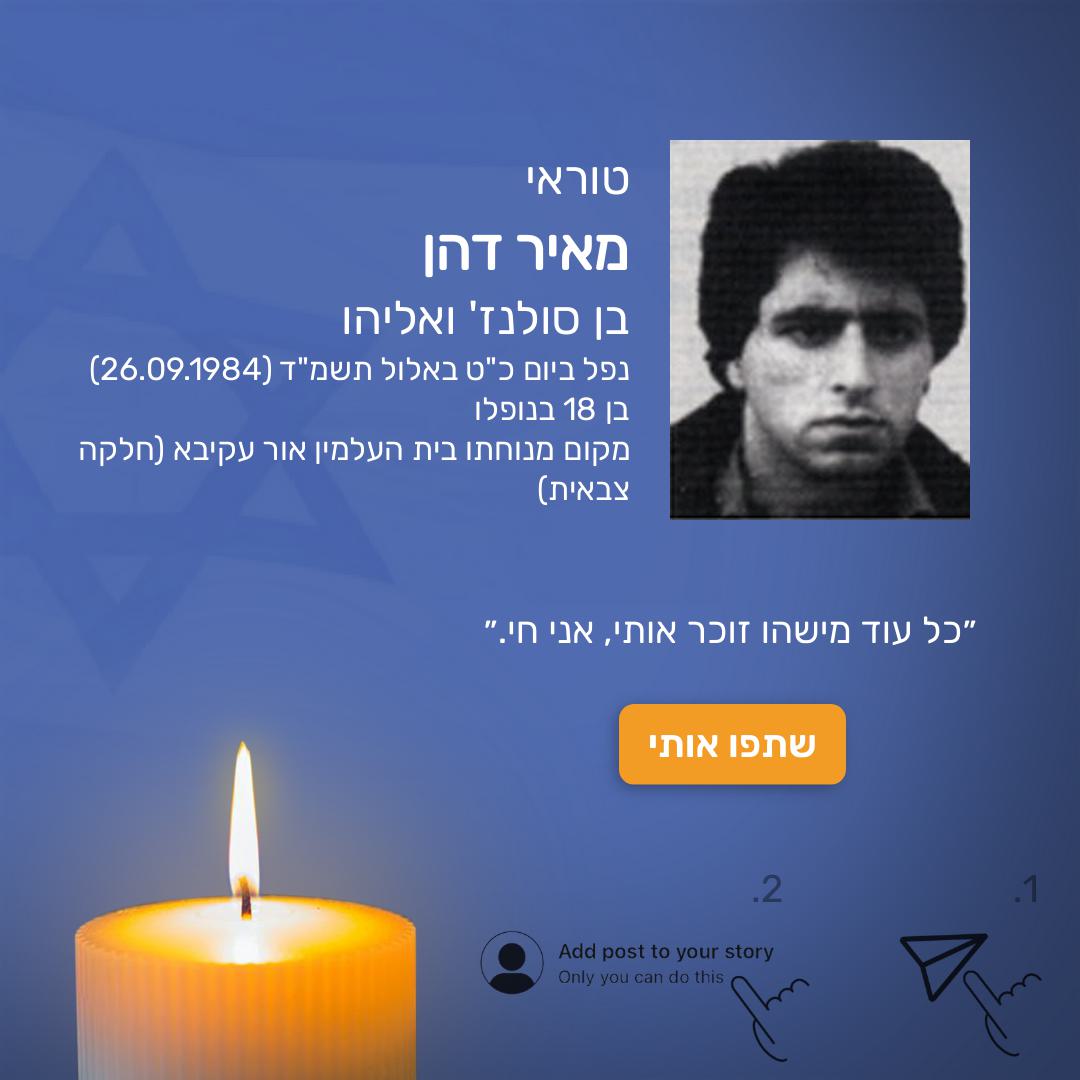 טוראי
מאיר דהן
בן סולנז' ואליהו
נפל ביום כ"ט באלול תשמ"ד (26.09.1984)
בן 18 בנופלו
מקום מנוחתו בית העלמין אור עקיבא (חלקה
צבאית)
״כל עוד מישהו זוכר אותי, אני חי.״
שתפו אותי
.1
.2
Add post to your story
Only you can do this